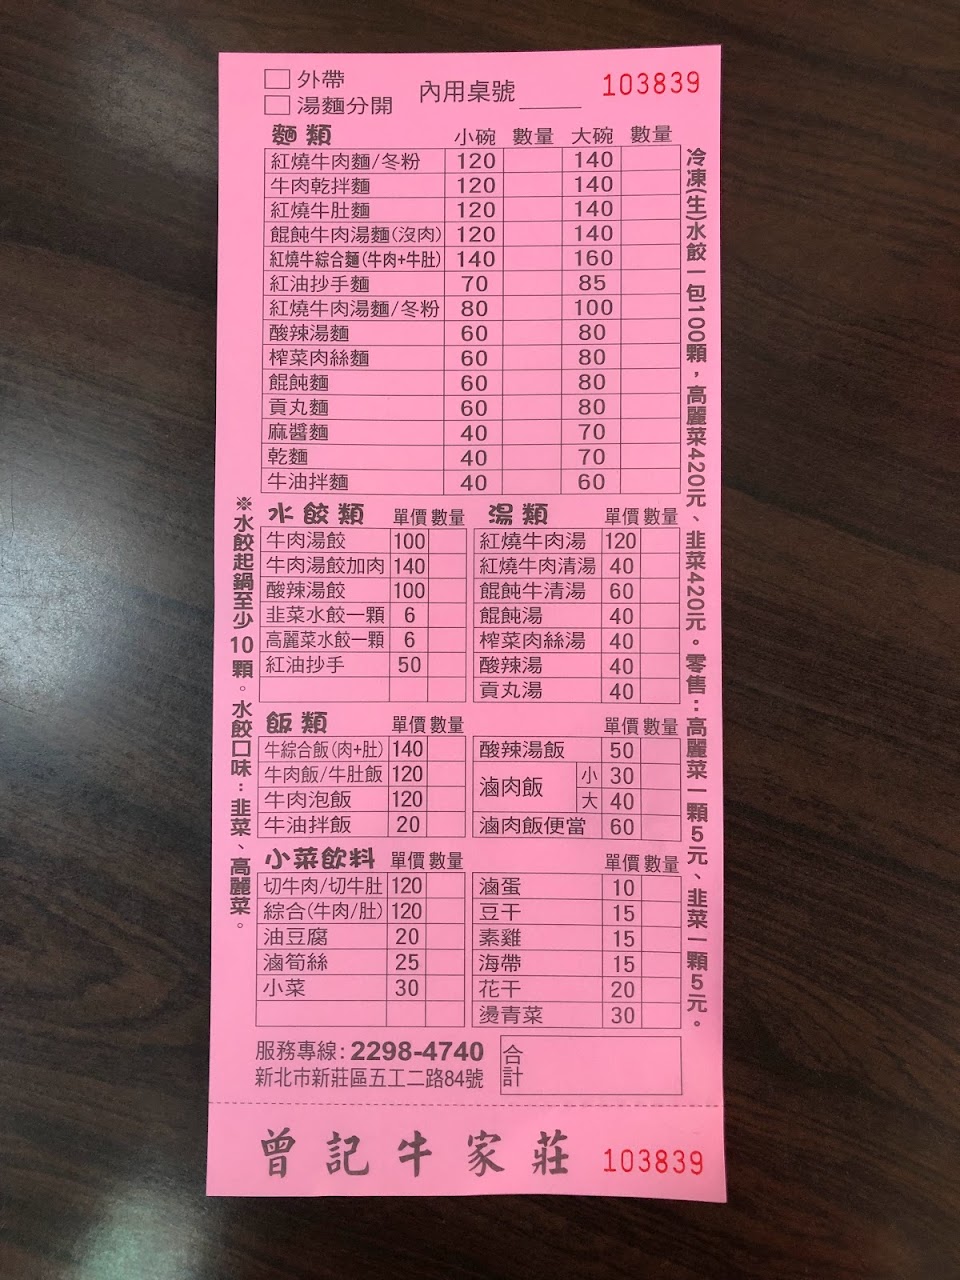 □ 外帶
□ 湯麵分開
內用桌號
103839
麵類 小碗 數量 大碗 數量
紅燒牛肉麵/冬粉 120 140
牛肉乾拌麵 120 140
紅燒牛肚麵 120 140
餛飩牛肉湯麵(沒肉) 120 140
紅燒牛綜合麵(牛肉+牛肚) 140 160
紅油抄手麵 70 85
紅燒牛肉湯麵/冬粉 80 100
酸辣湯麵 60 80
榨菜肉絲麵 60 80
餛飩麵 60 80
貢丸麵 60 80
麻醬麵 40 70
乾麵 40 70
牛油拌麵 40 60
水餃類 單價 數量
牛肉湯餃 100
牛肉湯餃加肉 140
酸辣湯餃 100
韭菜水餃一顆 6
高麗菜水餃一顆 6
紅油抄手 50
湯類 單價 數量
紅燒牛肉湯 120
紅燒牛肉清湯 40
餛飩牛清湯 60
餛飩湯 40
榨菜肉絲湯 40
酸辣湯 40
貢丸湯 40
飯類 單價 數量
牛綜合飯(肉+肚) 140
牛肉飯/牛肚飯 120
牛肉泡飯 120
牛油拌飯 20
單價 數量
酸辣湯飯 50
滷肉飯 小 30
大 40
滷肉飯便當 60
小菜飲料 單價 數量
切牛肉/切牛肚 120
綜合(牛肉/肚) 120
油豆腐 20
滷筍絲 25
小菜 30
單價 數量
滷蛋 10
豆干 15
素雞 15
海帶 15
花干 20
燙青菜 30
冷凍(生)水餃一包100顆，高麗菜420元、韭菜420元。零售：高麗菜一顆5元、韭菜一顆5元。
※水餃起鍋至少10顆。水餃口味：韭菜、高麗菜。
服務專線：2298-4740
新北市新莊區五工二路84號
合計
曾記牛家莊
103839